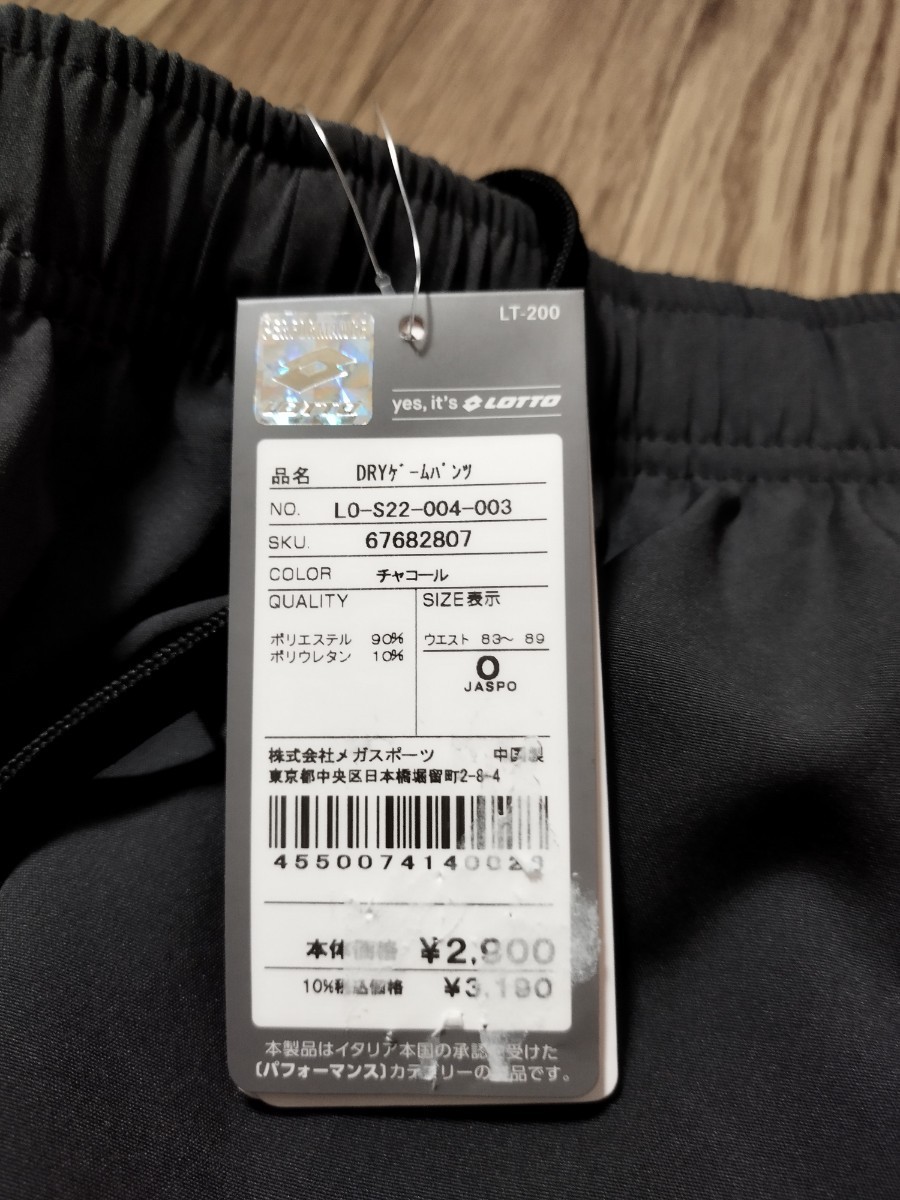 LT-200
PERFORMANCE
yes, it's LOTTO
品名 DRYｹﾞｰﾑﾊﾟﾝﾂ
NO. LO-S22-004-003
SKU. 67682807
COLOR チャコール
QUALITY
ポリエステル 90%
ポリウレタン 10%
SIZE表示
ウエスト 83〜 89
O
JASPO
株式会社メガスポーツ 中国製
東京都中央区日本橋堀留町2-8-4
本体価格 ¥2,900
10%税込価格 ¥3,190
本製品はイタリア本国の承認を受けた
〔パフォーマンス〕カテゴリーの製品です。